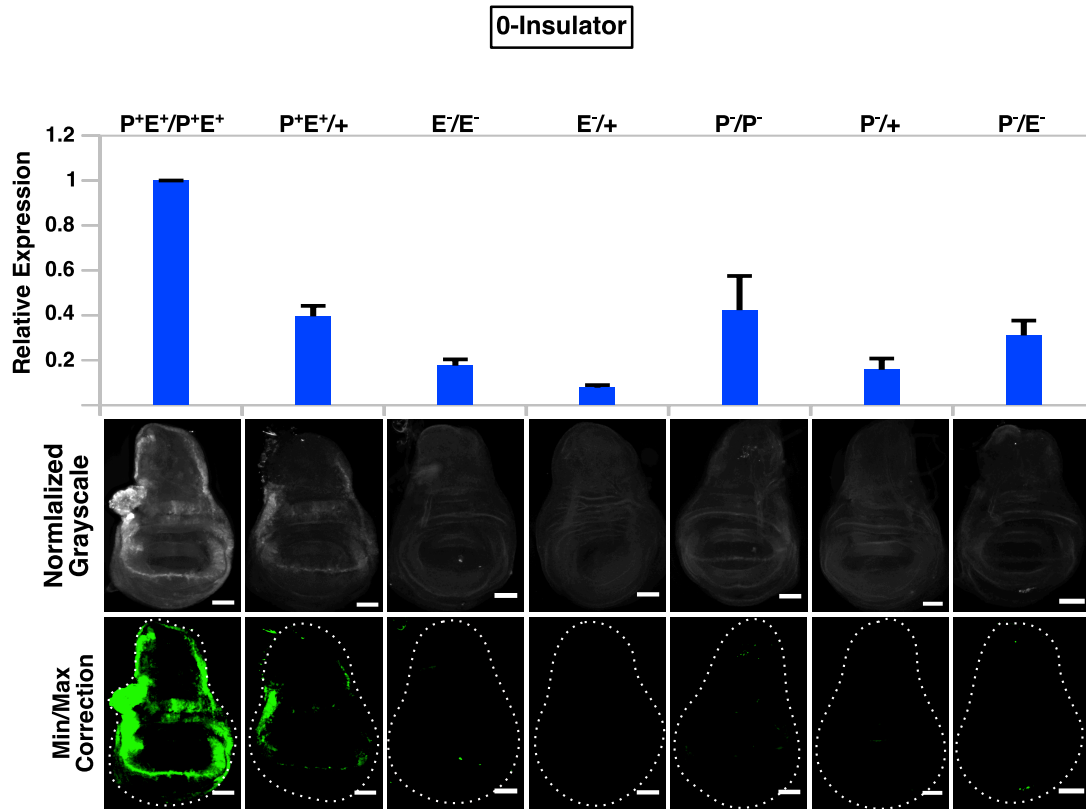 0-Insulator
P⁺E⁺/P⁺E⁺ P⁺E⁺/+ E⁻/E⁻ E⁻/+ P⁻/P⁻ P⁻/+ P⁻/E⁻
1.2
1
0.8
0.6
0.4
0.2
Relative Expression
Normlalized
Grayscale
Min/Max
Correction